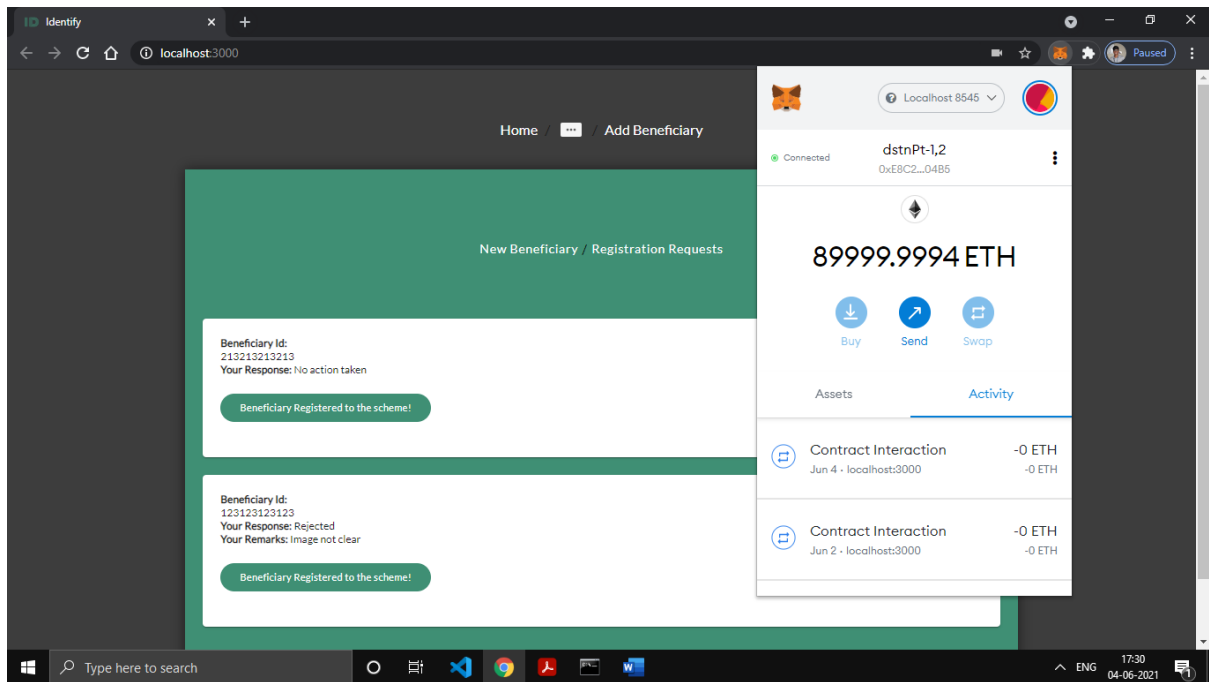 ID Identify
localhost:3000
Paused
Home / ... / Add Beneficiary
New Beneficiary / Registration Requests
Beneficiary Id:
213213213213
Your Response: No action taken
Beneficiary Registered to the scheme!
Beneficiary Id:
123123123123
Your Response: Rejected
Your Remarks: Image not clear
Beneficiary Registered to the scheme!
Localhost 8545
Connected
dstnPt-1,2
0xE8C2...04B5
89999.9994 ETH
Buy Send Swap
Assets Activity
Contract Interaction -0 ETH
Jun 4 · localhost:3000 -0 ETH
Contract Interaction -0 ETH
Jun 2 · localhost:3000 -0 ETH
Type here to search
ENG
17:30
04-06-2021
1